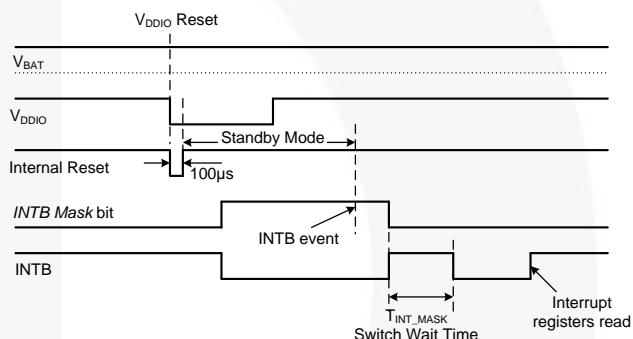 VDDIO Reset
VBAT
VDDIO
Standby Mode
Internal Reset
100µs
INTB Mask bit
INTB event
INTB
TINT_MASK
Switch Wait Time
Interrupt
registers read